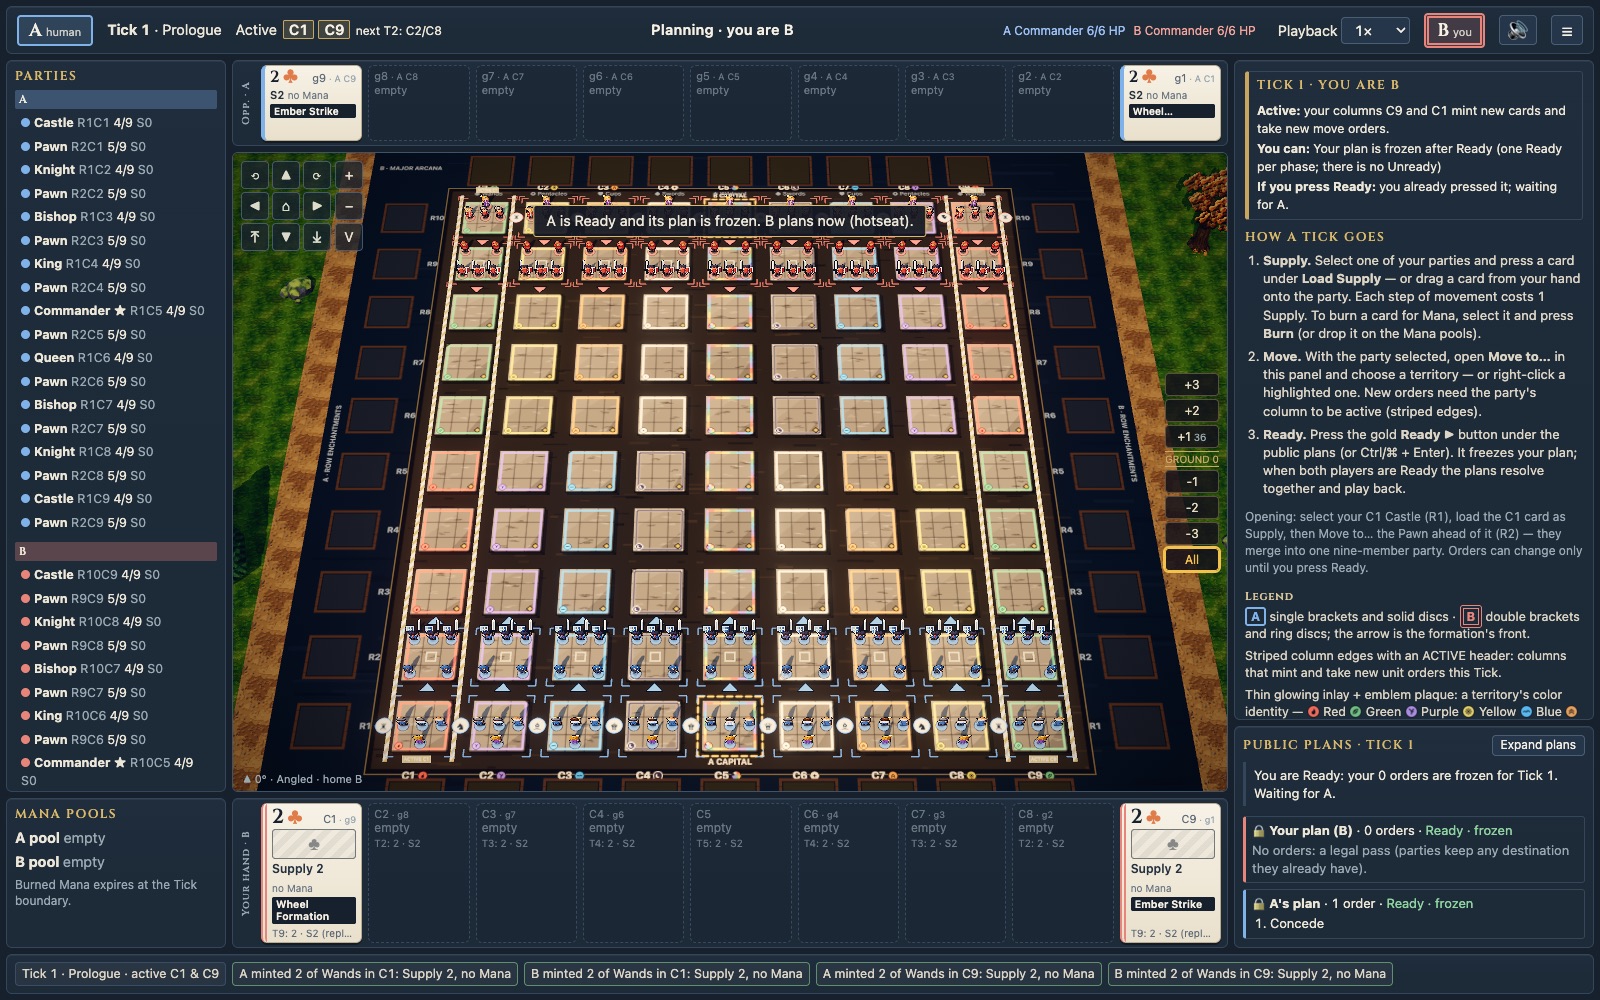 A human
Tick 1 · Prologue
Active C1 C9 next T2: C2/C8
Planning · you are B
A Commander 6/6 HP B Commander 6/6 HP
Playback 1×
B you
PARTIES
A
Castle R1C1 4/9 S0
Pawn R2C1 5/9 S0
Knight R1C2 4/9 S0
Pawn R2C2 5/9 S0
Bishop R1C3 4/9 S0
Pawn R2C3 5/9 S0
King R1C4 4/9 S0
Pawn R2C4 5/9 S0
Commander ★ R1C5 4/9 S0
Pawn R2C5 5/9 S0
Queen R1C6 4/9 S0
Pawn R2C6 5/9 S0
Bishop R1C7 4/9 S0
Pawn R2C7 5/9 S0
Knight R1C8 4/9 S0
Pawn R2C8 5/9 S0
Castle R1C9 4/9 S0
Pawn R2C9 5/9 S0
B
Castle R10C9 4/9 S0
Pawn R9C9 5/9 S0
Knight R10C8 4/9 S0
Pawn R9C8 5/9 S0
Bishop R10C7 4/9 S0
Pawn R9C7 5/9 S0
King R10C6 4/9 S0
Pawn R9C6 5/9 S0
Commander ★ R10C5 4/9
S0
MANA POOLS
A pool empty
B pool empty
Burned Mana expires at the Tick
boundary.
OPP. · A
2 ♣ g9 · A C9
S2 no Mana
Ember Strike
g8 · A C8
empty
g7 · A C7
empty
g6 · A C6
empty
g5 · A C5
empty
g4 · A C4
empty
g3 · A C3
empty
g2 · A C2
empty
2 ♣ g1 · A C1
S2 no Mana
Wheel...
B · MAJOR ARCANA
A is Ready and its plan is frozen. B plans now (hotseat).
R10
R9
R8
R7
R6
R5
R4
R3
R2
R1
R10
R9
R8
R7
R6
R5
R4
R3
R2
R1
A · ROW ENCHANTMENTS
B · ROW ENCHANTMENTS
V
+3
+2
+1 36
GROUND 0
-1
-2
-3
All
A CAPITAL
C1
C2
C3
C4
C5
C6
C7
C8
C9
▲ 0° · Angled · home B
YOUR HAND · B
2 ♣ C1 · g9
Supply 2
no Mana
Wheel
Formation
T9: 2 · S2 (repl...
C2 · g8
empty
T2: 2 · S2
C3 · g7
empty
T3: 2 · S2
C4 · g6
empty
T4: 2 · S2
C5
empty
T5: 2 · S2
C6 · g4
empty
T4: 2 · S2
C7 · g3
empty
T3: 2 · S2
C8 · g2
empty
T2: 2 · S2
2 ♣ C9 · g1
Supply 2
no Mana
Ember Strike
T9: 2 · S2 (repl...
TICK 1 · YOU ARE B
Active: your columns C9 and C1 mint new cards and
take new move orders.
You can: Your plan is frozen after Ready (one Ready
per phase; there is no Unready)
If you press Ready: you already pressed it; waiting
for A.
HOW A TICK GOES
1. Supply. Select one of your parties and press a card
under Load Supply — or drag a card from your hand
onto the party. Each step of movement costs 1
Supply. To burn a card for Mana, select it and press
Burn (or drop it on the Mana pools).
2. Move. With the party selected, open Move to... in
this panel and choose a territory — or right-click a
highlighted one. New orders need the party's
column to be active (striped edges).
3. Ready. Press the gold Ready ▶ button under the
public plans (or Ctrl/⌘ + Enter). It freezes your plan;
when both players are Ready the plans resolve
together and play back.
Opening: select your C1 Castle (R1), load the C1 card as
Supply, then Move to... the Pawn ahead of it (R2) — they
merge into one nine-member party. Orders can change only
until you press Ready.
LEGEND
A single brackets and solid discs · B double brackets
and ring discs; the arrow is the formation's front.
Striped column edges with an ACTIVE header: columns
that mint and take new unit orders this Tick.
Thin glowing inlay + emblem plaque: a territory's color
identity — Red Green Purple Yellow Blue
PUBLIC PLANS · TICK 1
Expand plans
You are Ready: your 0 orders are frozen for Tick 1.
Waiting for A.
Your plan (B) · 0 orders · Ready · frozen
No orders: a legal pass (parties keep any destination
they already have).
A's plan · 1 order · Ready · frozen
1. Concede
Tick 1 · Prologue · active C1 & C9
A minted 2 of Wands in C1: Supply 2, no Mana
B minted 2 of Wands in C1: Supply 2, no Mana
A minted 2 of Wands in C9: Supply 2, no Mana
B minted 2 of Wands in C9: Supply 2, no Mana